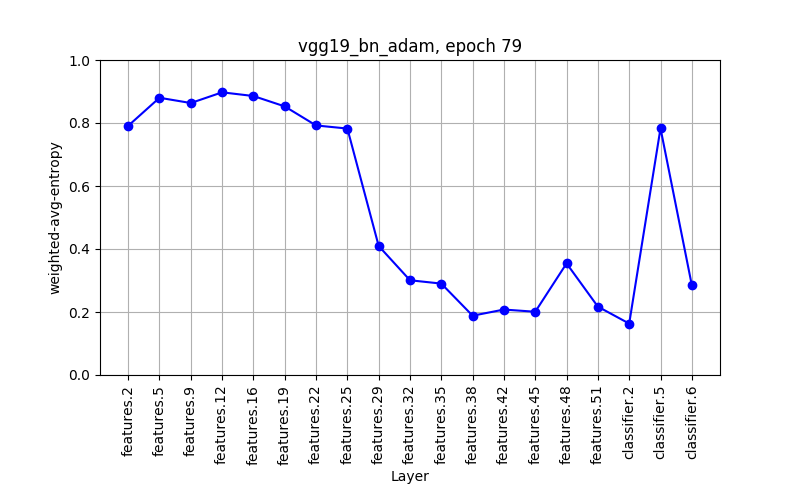 vgg19_bn_adam, epoch 79
weighted-avg-entropy
1.0
0.8
0.6
0.4
0.2
0.0
features.2
features.5
features.9
features.12
features.16
features.19
features.22
features.25
features.29
features.32
features.35
features.38
features.42
features.45
features.48
features.51
classifier.2
classifier.5
classifier.6
Layer